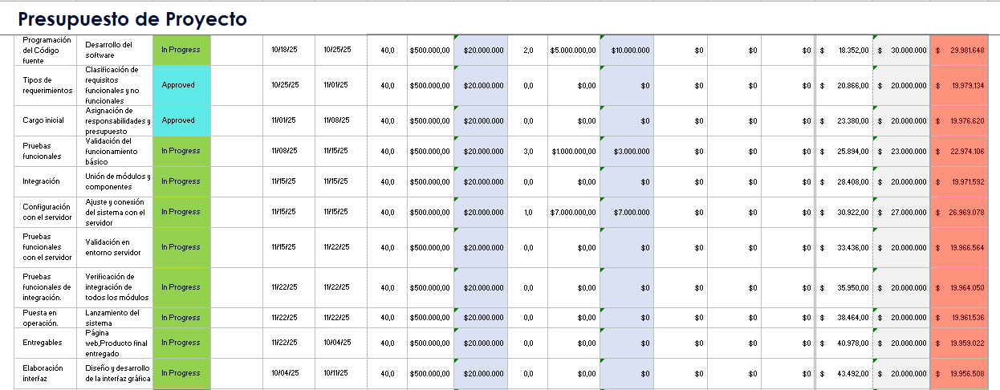 Presupuesto de Proyecto
Programación del Código fuente Desarrollo del software In Progress 10/18/25 10/25/25 40,0 $500.000,00 $20.000.000 2,0 $5.000.000,00 $10.000.000 $0 $0 $0 $ 18.352,00 $ 30.000.000 $ 29.981.648
Tipos de requerimientos Clasificación de requisitos funcionales y no funcionales Approved 10/25/25 11/01/25 40,0 $500.000,00 $20.000.000 0,0 $0,00 $0 $0 $0 $0 $ 20.866,00 $ 20.000.000 $ 19.979.134
Cargo inicial Asignación de responsabilidades y presupuesto Approved 11/01/25 11/08/25 40,0 $500.000,00 $20.000.000 0,0 $0,00 $0 $0 $0 $0 $ 23.380,00 $ 20.000.000 $ 19.976.620
Pruebas funcionales Validación del funcionamiento básico In Progress 11/08/25 11/15/25 40,0 $500.000,00 $20.000.000 3,0 $1.000.000,00 $3.000.000 $0 $0 $0 $ 25.894,00 $ 23.000.000 $ 22.974.106
Integración Unión de módulos y componentes In Progress 11/15/25 11/15/25 40,0 $500.000,00 $20.000.000 0,0 $0,00 $0 $0 $0 $0 $ 28.408,00 $ 20.000.000 $ 19.971.592
Configuración con el servidor Ajuste y conexión del sistema con el servidor In Progress 11/15/25 11/15/25 40,0 $500.000,00 $20.000.000 1,0 $7.000.000,00 $7.000.000 $0 $0 $0 $ 30.922,00 $ 27.000.000 $ 26.969.078
Pruebas funcionales con el servidor Validación en entorno servidor In Progress 11/15/25 11/22/25 40,0 $500.000,00 $20.000.000 0,0 $0,00 $0 $0 $0 $0 $ 33.436,00 $ 20.000.000 $ 19.966.564
Pruebas funcionales de integración. Verificación de integración de todos los módulos In Progress 11/22/25 11/22/25 40,0 $500.000,00 $20.000.000 0,0 $0,00 $0 $0 $0 $0 $ 35.950,00 $ 20.000.000 $ 19.964.050
Puesta en operación. Lanzamiento del sistema In Progress 11/22/25 11/22/25 40,0 $500.000,00 $20.000.000 0,0 $0,00 $0 $0 $0 $0 $ 38.464,00 $ 20.000.000 $ 19.961.536
Entregables Página web,Producto final entregado In Progress 11/22/25 10/04/25 40,0 $500.000,00 $20.000.000 0,0 $0,00 $0 $0 $0 $0 $ 40.978,00 $ 20.000.000 $ 19.959.022
Elaboración interfaz Diseño y desarrollo de la interfaz gráfica In Progress 10/04/25 10/11/25 40,0 $500.000,00 $20.000.000 0,0 $0,00 $0 $0 $0 $0 $ 43.492,00 $ 20.000.000 $ 19.956.508